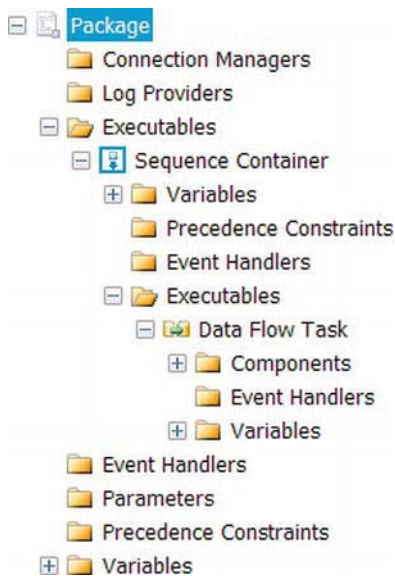 Package
Connection Managers
Log Providers
Executables
Sequence Container
Variables
Precedence Constraints
Event Handlers
Executables
Data Flow Task
Components
Event Handlers
Variables
Event Handlers
Parameters
Precedence Constraints
Variables